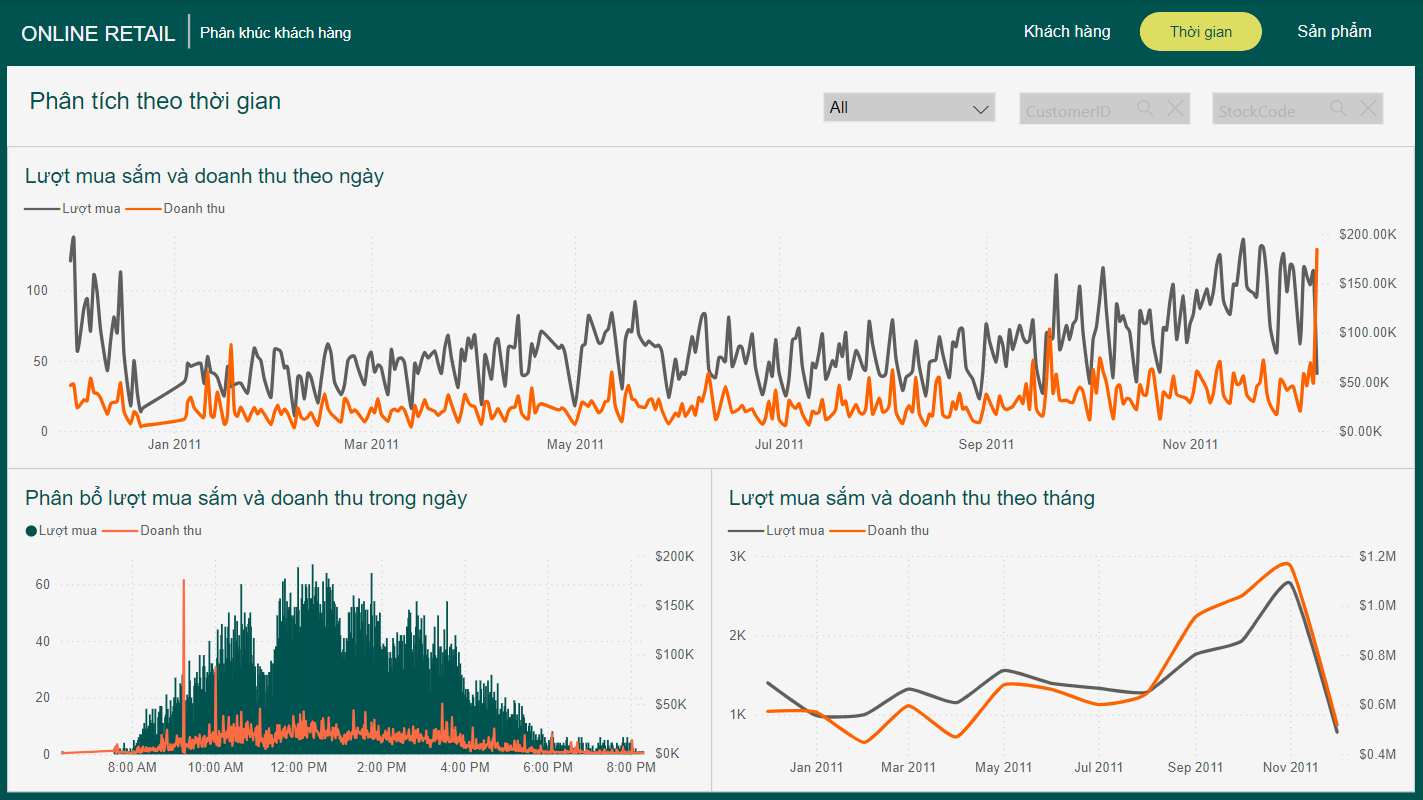 ONLINE RETAIL
Phân khúc khách hàng
Khách hàng
Thời gian
Sản phẩm
Phân tích theo thời gian
All
CustomerID
StockCode
Lượt mua sắm và doanh thu theo ngày
Lượt mua Doanh thu
100
50
0
$200.00K
$150.00K
$100.00K
$50.00K
$0.00K
Jan 2011 Mar 2011 May 2011 Jul 2011 Sep 2011 Nov 2011
Phân bổ lượt mua sắm và doanh thu trong ngày
Lượt mua Doanh thu
60
40
20
0
$200K
$150K
$100K
$50K
$0K
8:00 AM 10:00 AM 12:00 PM 2:00 PM 4:00 PM 6:00 PM 8:00 PM
Lượt mua sắm và doanh thu theo tháng
Lượt mua Doanh thu
3K
2K
1K
$1.2M
$1.0M
$0.8M
$0.6M
$0.4M
Jan 2011 Mar 2011 May 2011 Jul 2011 Sep 2011 Nov 2011